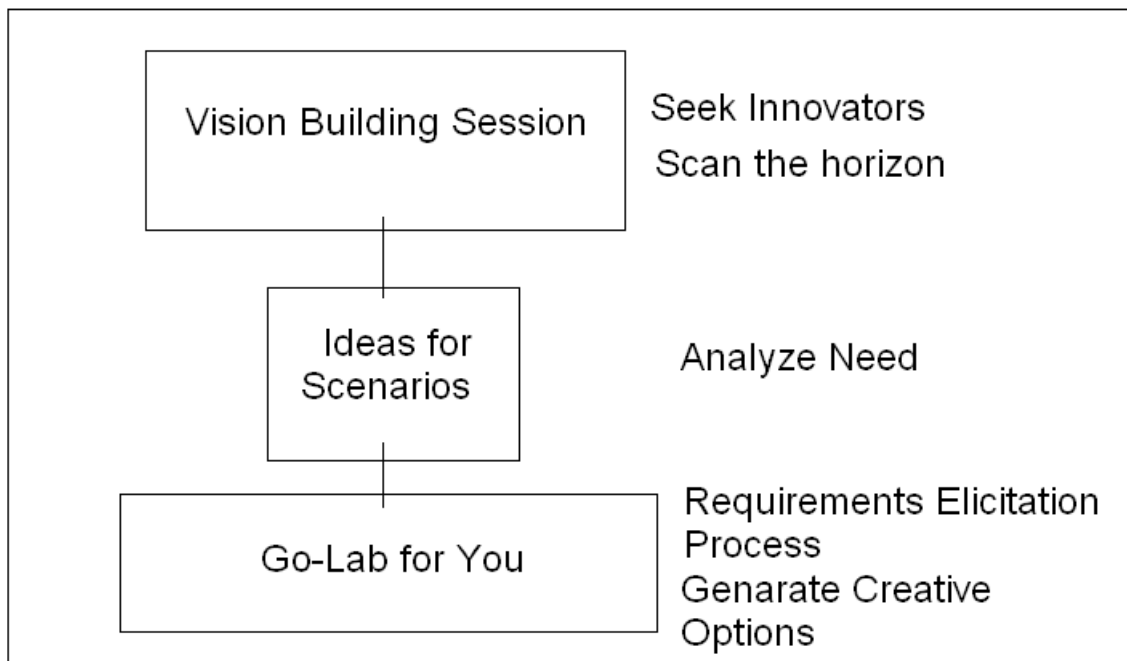 Vision Building Session
Seek Innovators
Scan the horizon
Ideas for
Scenarios
Analyze Need
Go-Lab for You
Requirements Elicitation
Process
Genarate Creative
Options